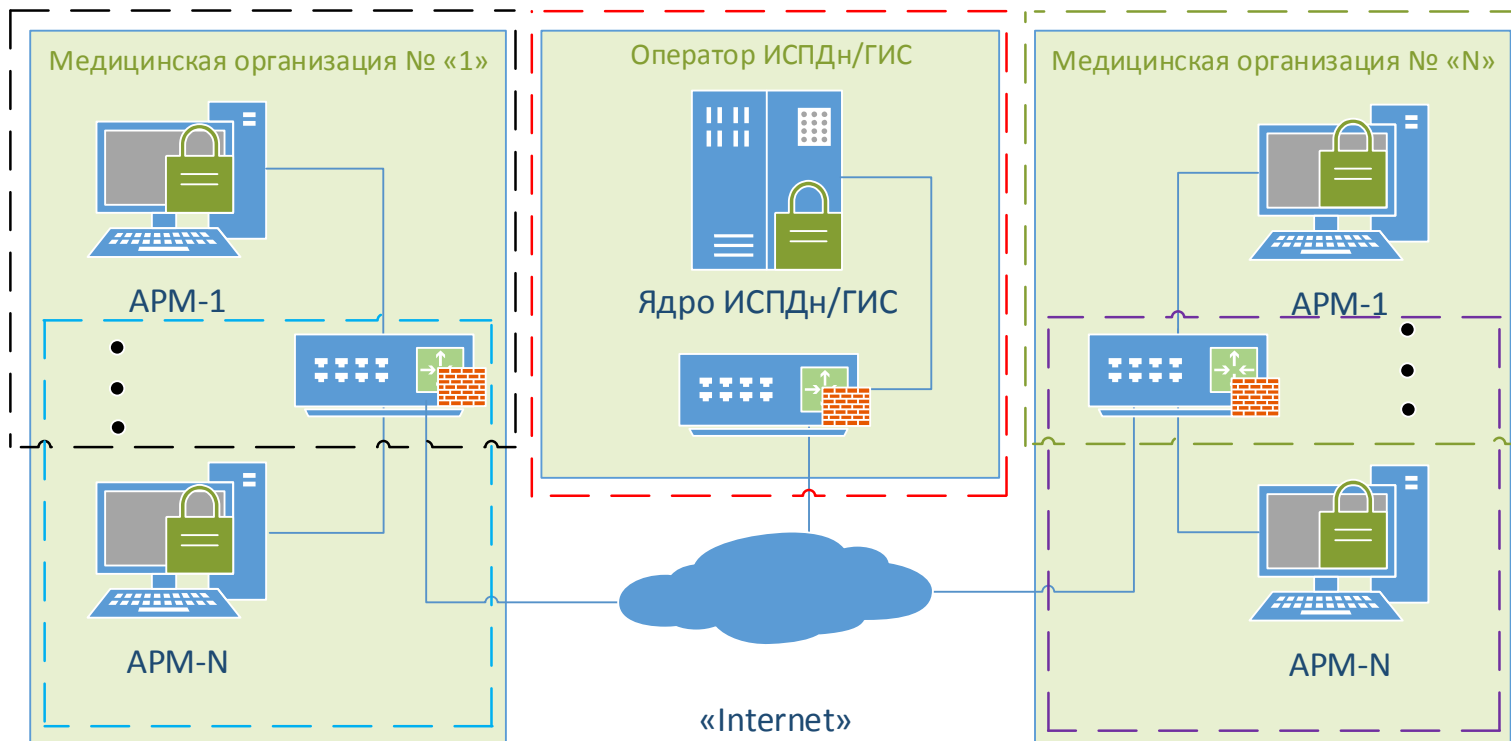 Медицинская организация № «1»
АРМ-1
АРМ-N
Оператор ИСПДн/ГИС
Ядро ИСПДн/ГИС
«Internet»
Медицинская организация № «N»
АРМ-1
АРМ-N